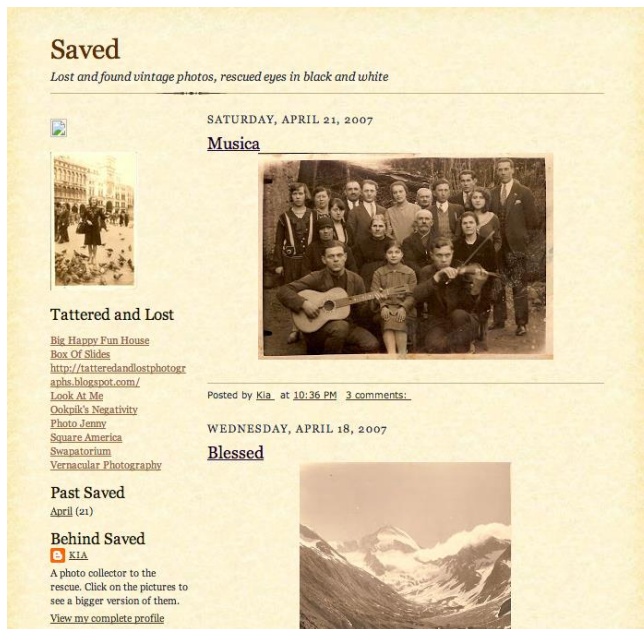 Saved
Lost and found vintage photos, rescued eyes in black and white
Tattered and Lost
Big Happy Fun House
Box Of Slides
http://tatteredandlostphotogr
aphs.blogspot.com/
Look At Me
Ookpik's Negativity
Photo Jenny
Square America
Swapatorium
Vernacular Photography
Past Saved
April (21)
Behind Saved
KIA
A photo collector to the
rescue. Click on the pictures to
see a bigger version of them.
View my complete profile
SATURDAY, APRIL 21, 2007
Musica
Posted by Kia at 10:36 PM 3 comments:
WEDNESDAY, APRIL 18, 2007
Blessed